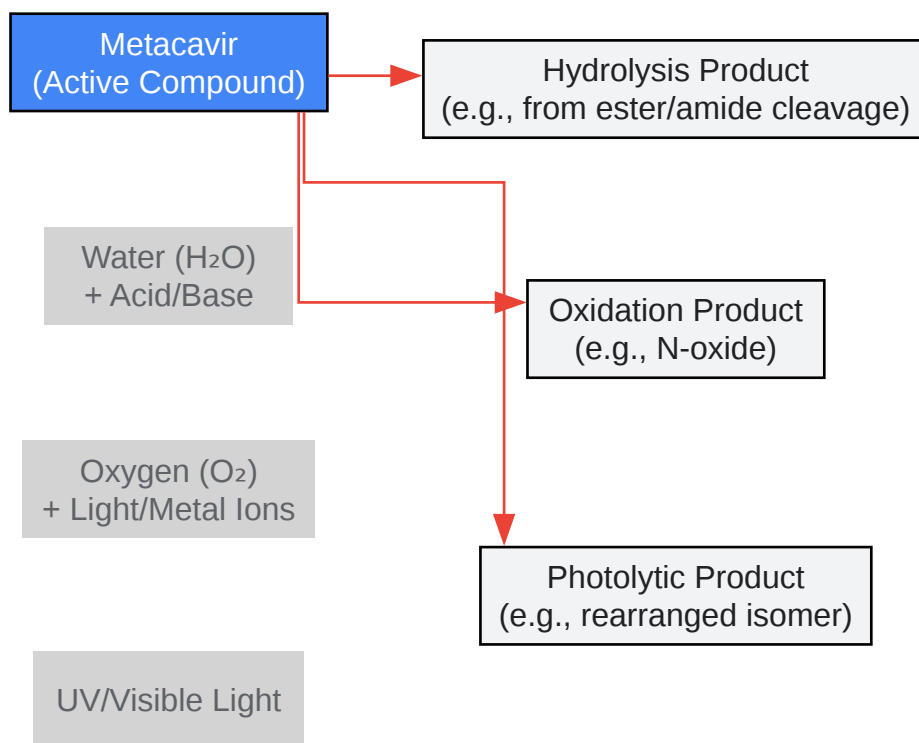 Metacavir
(Active Compound)
Hydrolysis Product
(e.g., from ester/amide cleavage)
Water (H₂O)
+ Acid/Base
Oxidation Product
(e.g., N-oxide)
Oxygen (O₂)
+ Light/Metal Ions
Photolytic Product
(e.g., rearranged isomer)
UV/Visible Light